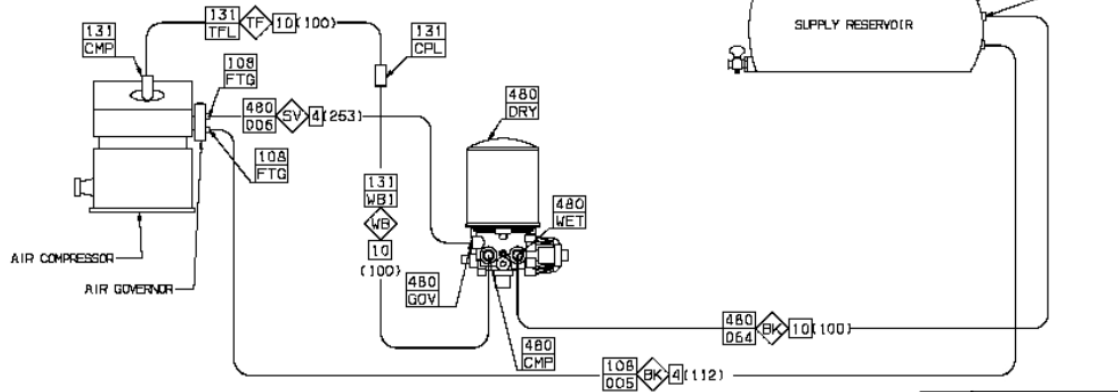 131
TFL
TF
10
(100)
131
CMP
108
FTG
131
CPL
SUPPLY RESERVOIR
480
006
SV
4
(253)
480
DRY
108
FTG
131
WB1
WB
10
(100)
480
WET
AIR COMPRESSOR
AIR GOVERNOR
480
GOV
480
CMP
480
064
BK
10
(100)
108
005
BK
4
(112)